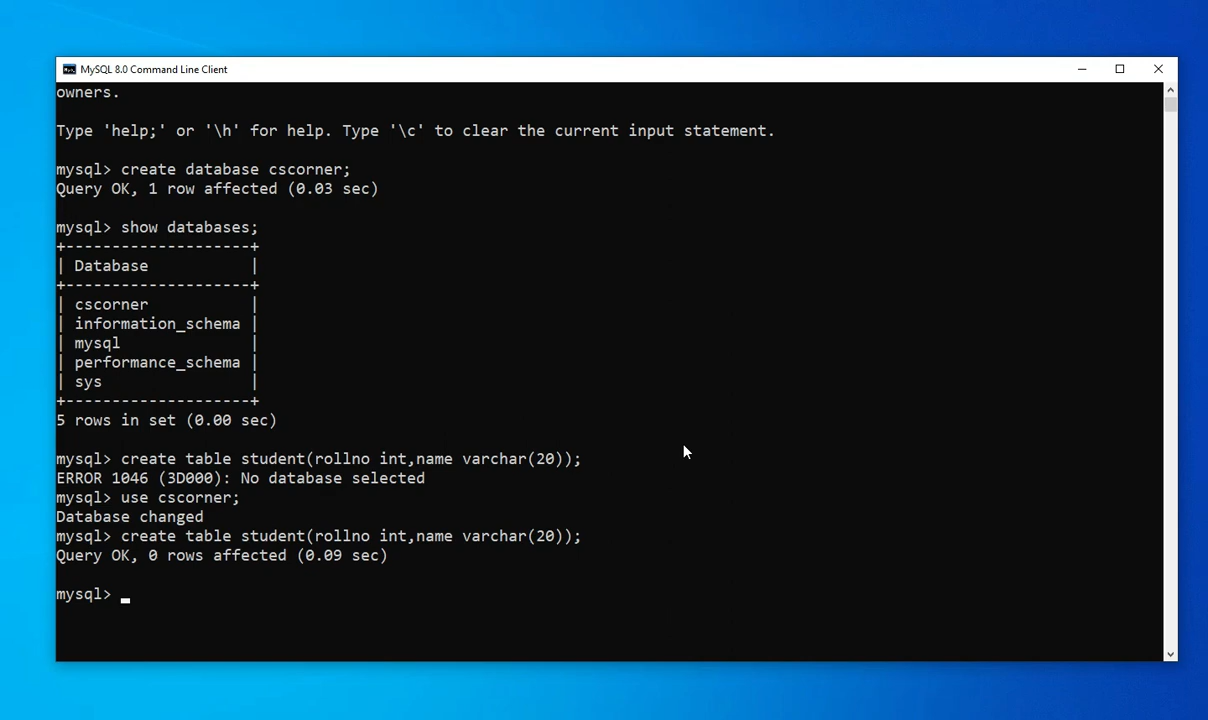 MySQL 8.0 Command Line Client
owners.
Type 'help;' or '\h' for help. Type '\c' to clear the current input statement.
mysql> create database cscorner;
Query OK, 1 row affected (0.03 sec)
mysql> show databases;
+--------------------+
| Database           |
+--------------------+
| cscorner           |
| information_schema |
| mysql              |
| performance_schema |
| sys                |
+--------------------+
5 rows in set (0.00 sec)
mysql> create table student(rollno int,name varchar(20));
ERROR 1046 (3D000): No database selected
mysql> use cscorner;
Database changed
mysql> create table student(rollno int,name varchar(20));
Query OK, 0 rows affected (0.09 sec)
mysql>